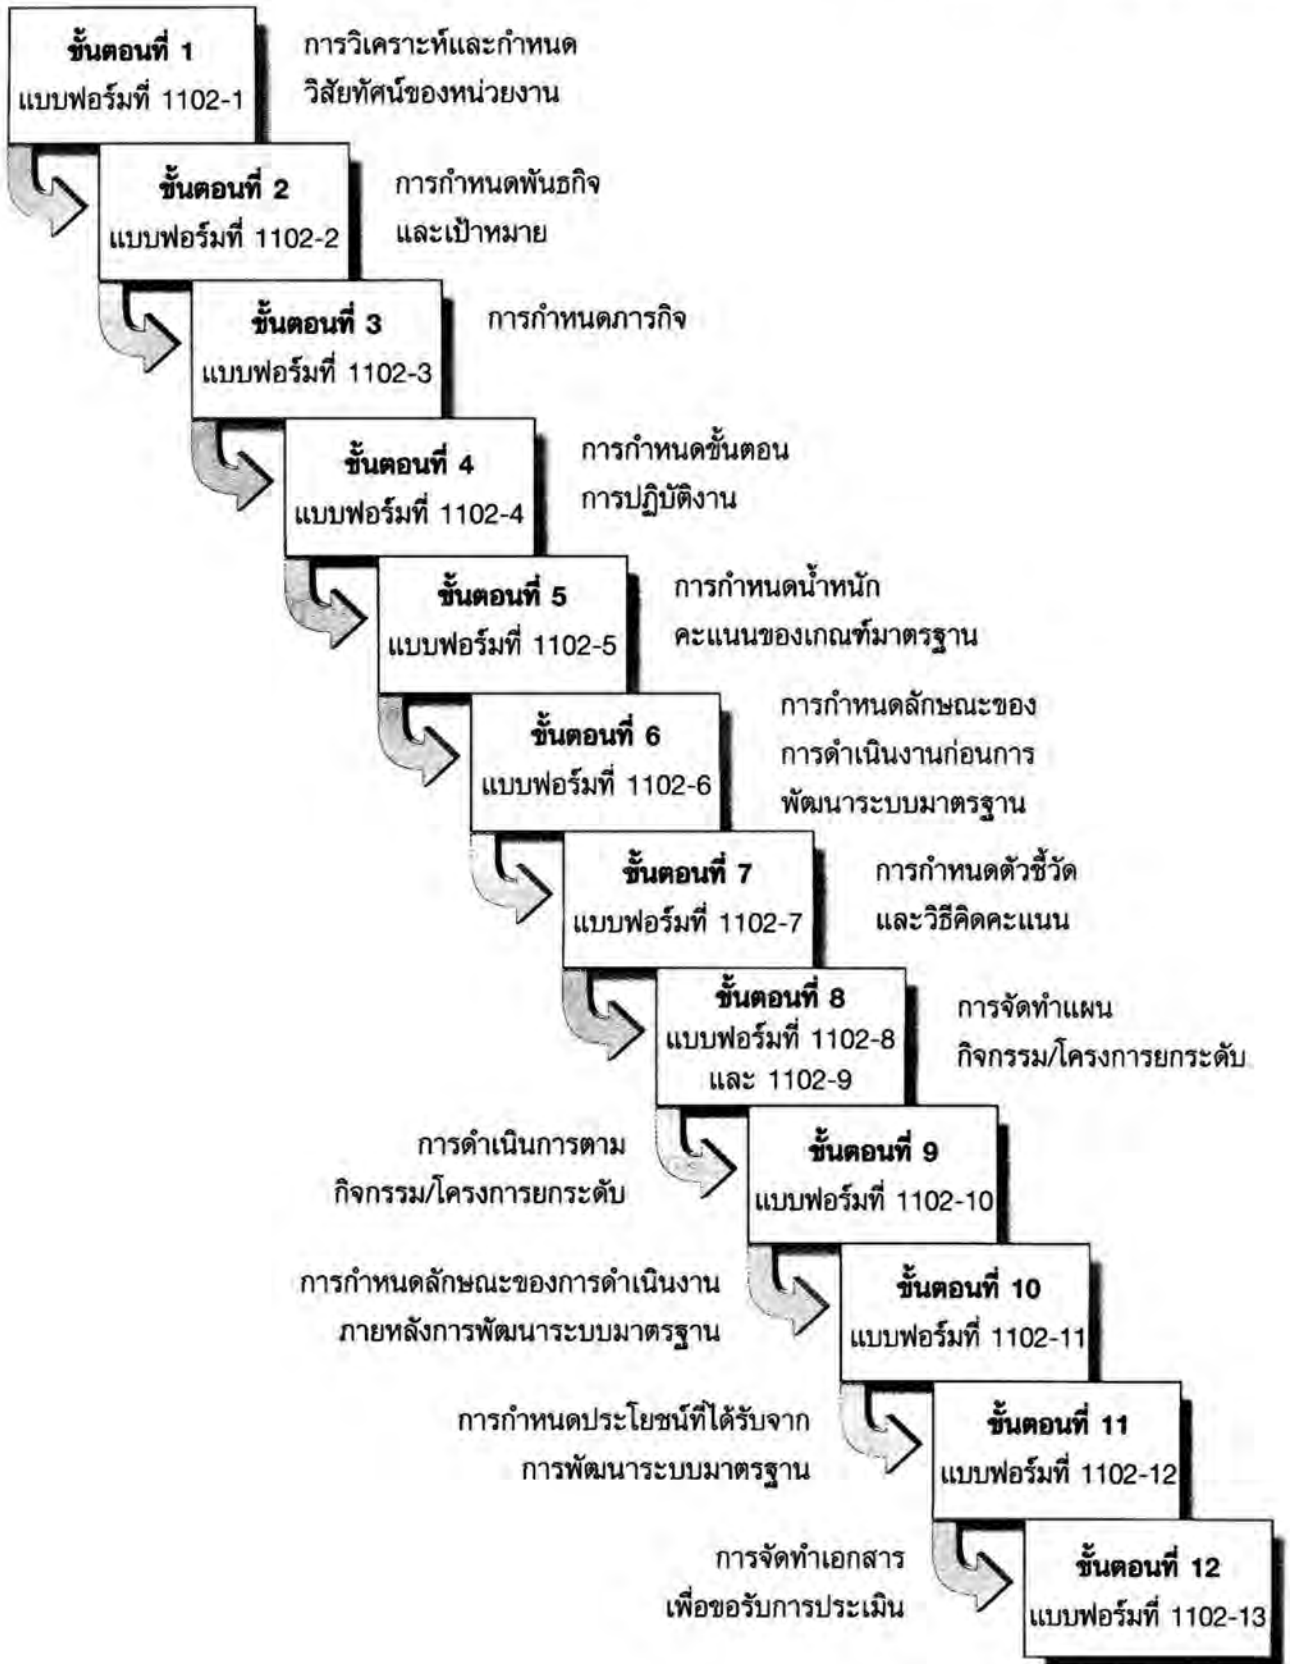 ขั้นตอนที่ 1
แบบฟอร์มที่ 1102-1
การวิเคราะห์และกำหนด
วิสัยทัศน์ของหน่วยงาน
ขั้นตอนที่ 2
แบบฟอร์มที่ 1102-2
การกำหนดพันธกิจ
และเป้าหมาย
ขั้นตอนที่ 3
แบบฟอร์มที่ 1102-3
การกำหนดภารกิจ
ขั้นตอนที่ 4
แบบฟอร์มที่ 1102-4
การกำหนดขั้นตอน
การปฏิบัติงาน
ขั้นตอนที่ 5
แบบฟอร์มที่ 1102-5
การกำหนดน้ำหนัก
คะแนนของเกณฑ์มาตรฐาน
ขั้นตอนที่ 6
แบบฟอร์มที่ 1102-6
การกำหนดลักษณะของ
การดำเนินงานก่อนการ
พัฒนาระบบมาตรฐาน
ขั้นตอนที่ 7
แบบฟอร์มที่ 1102-7
การกำหนดตัวชี้วัด
และวิธีคิดคะแนน
ขั้นตอนที่ 8
แบบฟอร์มที่ 1102-8
และ 1102-9
การจัดทำแผน
กิจกรรม/โครงการยกระดับ
การดำเนินการตาม
กิจกรรม/โครงการยกระดับ
ขั้นตอนที่ 9
แบบฟอร์มที่ 1102-10
การกำหนดลักษณะของการดำเนินงาน
ภายหลังการพัฒนาระบบมาตรฐาน
ขั้นตอนที่ 10
แบบฟอร์มที่ 1102-11
การกำหนดประโยชน์ที่ได้รับจาก
การพัฒนาระบบมาตรฐาน
ขั้นตอนที่ 11
แบบฟอร์มที่ 1102-12
การจัดทำเอกสาร
เพื่อขอรับการประเมิน
ขั้นตอนที่ 12
แบบฟอร์มที่ 1102-13